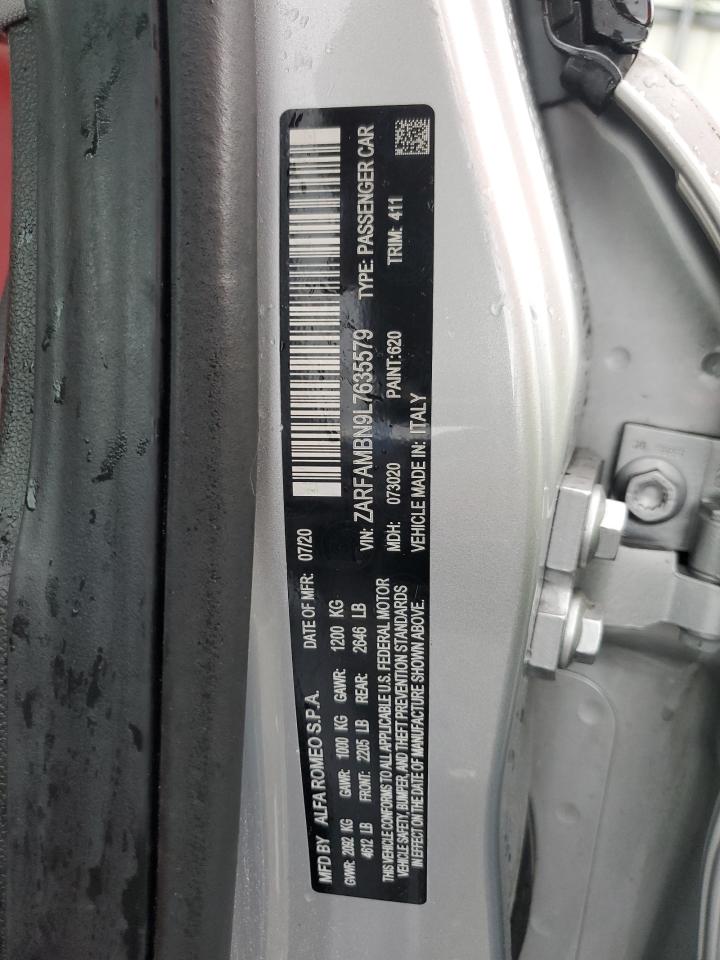 MFD BY ALFA ROMEO S.P.A. DATE OF MFR: 07/20
GVWR: 2092 KG GAWR: 1000 KG GAWR: 1200 KG
4612 LB FRONT: 2205 LB REAR: 2646 LB
THIS VEHICLE CONFORMS TO ALL APPLICABLE U.S. FEDERAL MOTOR
VEHICLE SAFETY, BUMPER, AND THEFT PREVENTION STANDARDS
IN EFFECT ON THE DATE OF MANUFACTURE SHOWN ABOVE.
VIN: ZARFAMBN9L7635579 TYPE: PASSENGER CAR
MDH: 073020 PAINT: 620 TRIM: 411
VEHICLE MADE IN: ITALY